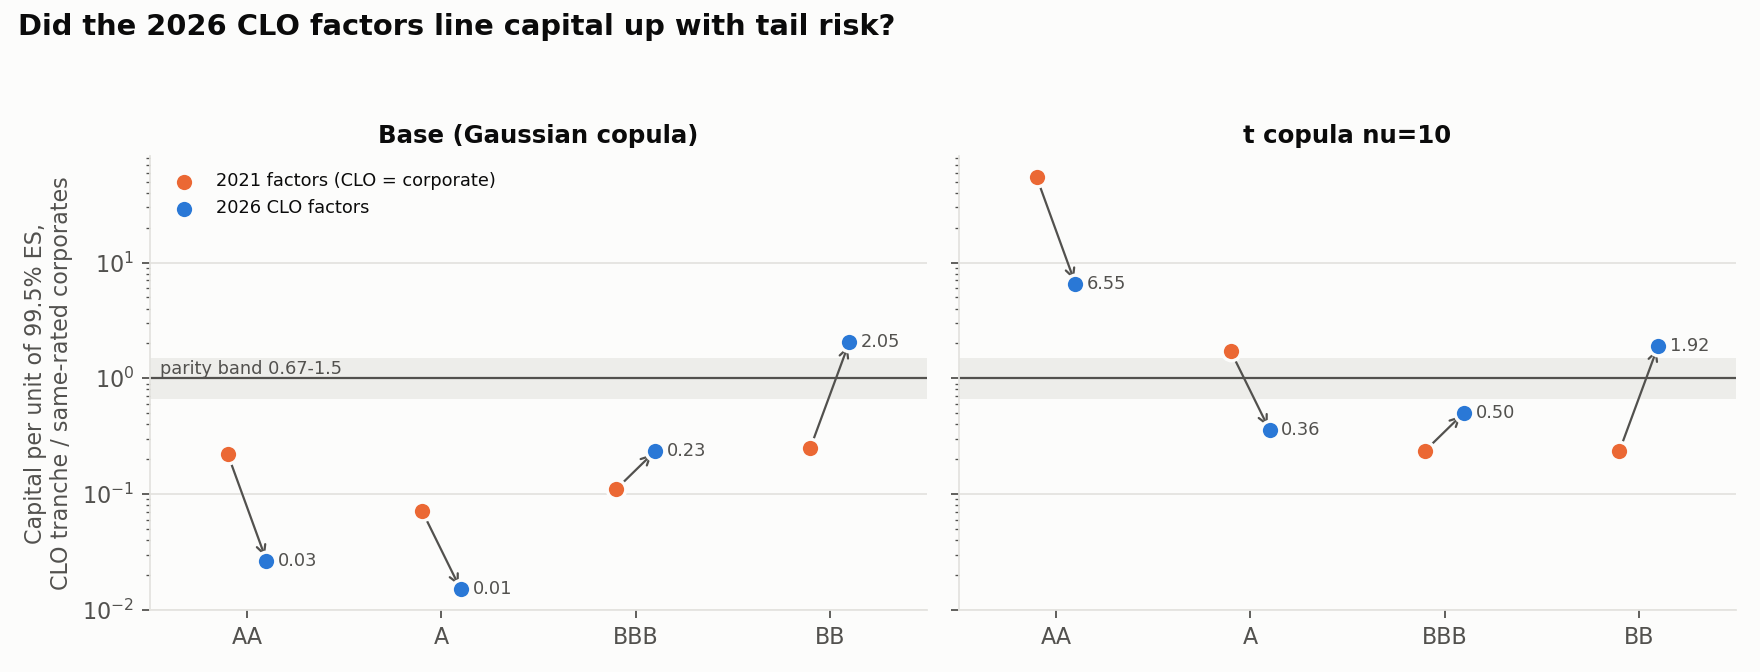 Did the 2026 CLO factors line capital up with tail risk?
Base (Gaussian copula)
t copula nu=10
Capital per unit of 99.5% ES,
CLO tranche / same-rated corporates
2021 factors (CLO = corporate)
2026 CLO factors
10¹
10⁰
10⁻¹
10⁻²
parity band 0.67-1.5
0.03
0.01
0.23
2.05
6.55
0.36
0.50
1.92
AA
A
BBB
BB
AA
A
BBB
BB